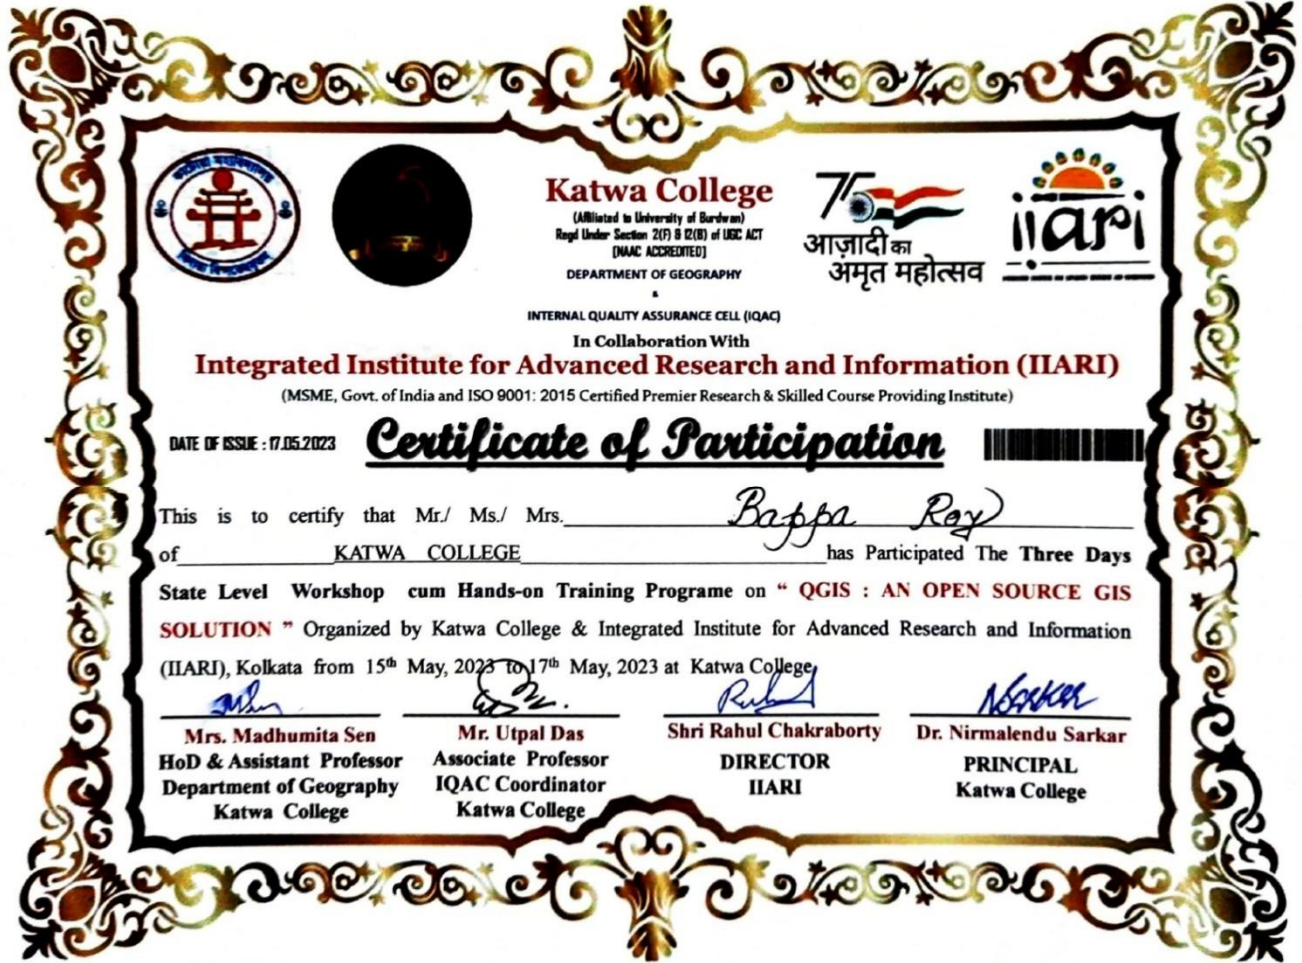 Katwa College
(Affiliated to University of Burdwan)
Regd Under Section 2(F) & 12(B) of UGC ACT
[NAAC ACCREDITED]
DEPARTMENT OF GEOGRAPHY
&
INTERNAL QUALITY ASSURANCE CELL (IQAC)
75
आज़ादी का
अमृत महोत्सव
iiari
In Collaboration With
Integrated Institute for Advanced Research and Information (IIARI)
(MSME, Govt. of India and ISO 9001: 2015 Certified Premier Research & Skilled Course Providing Institute)
DATE OF ISSUE : 17.05.2023
Certificate of Participation
This is to certify that Mr./ Ms./ Mrs. Bappa Roy
of KATWA COLLEGE has Participated The Three Days
State Level Workshop cum Hands-on Training Programe on “ QGIS : AN OPEN SOURCE GIS
SOLUTION ” Organized by Katwa College & Integrated Institute for Advanced Research and Information
(IIARI), Kolkata from 15th May, 2023 to 17th May, 2023 at Katwa College.
NSarkar
Mrs. Madhumita Sen
HoD & Assistant Professor
Department of Geography
Katwa College
Mr. Utpal Das
Associate Professor
IQAC Coordinator
Katwa College
Shri Rahul Chakraborty
DIRECTOR
IIARI
Dr. Nirmalendu Sarkar
PRINCIPAL
Katwa College